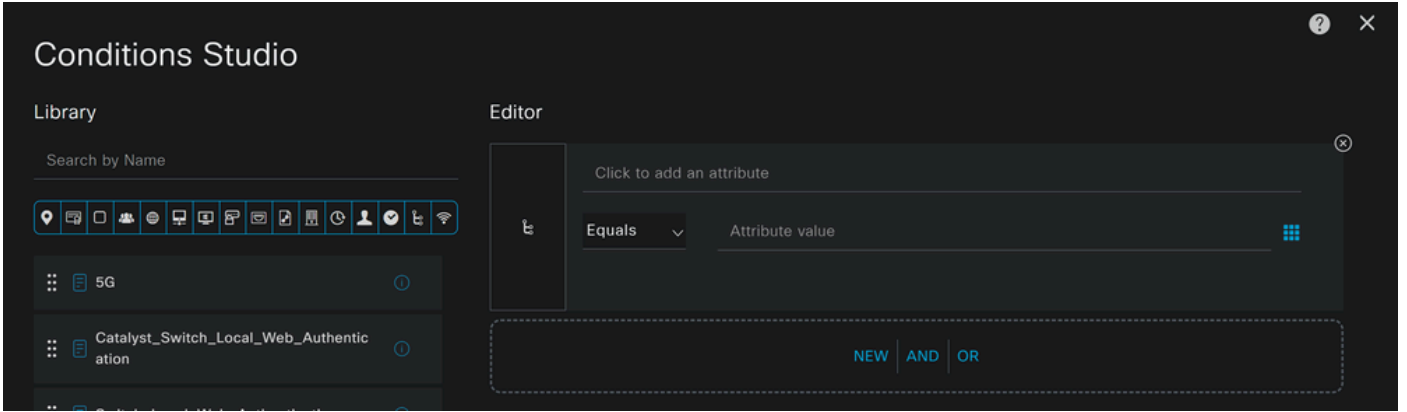 Conditions Studio
Library
Editor
Search by Name
Click to add an attribute
Equals
Attribute value
5G
Catalyst_Switch_Local_Web_Authentic
ation
NEW AND OR